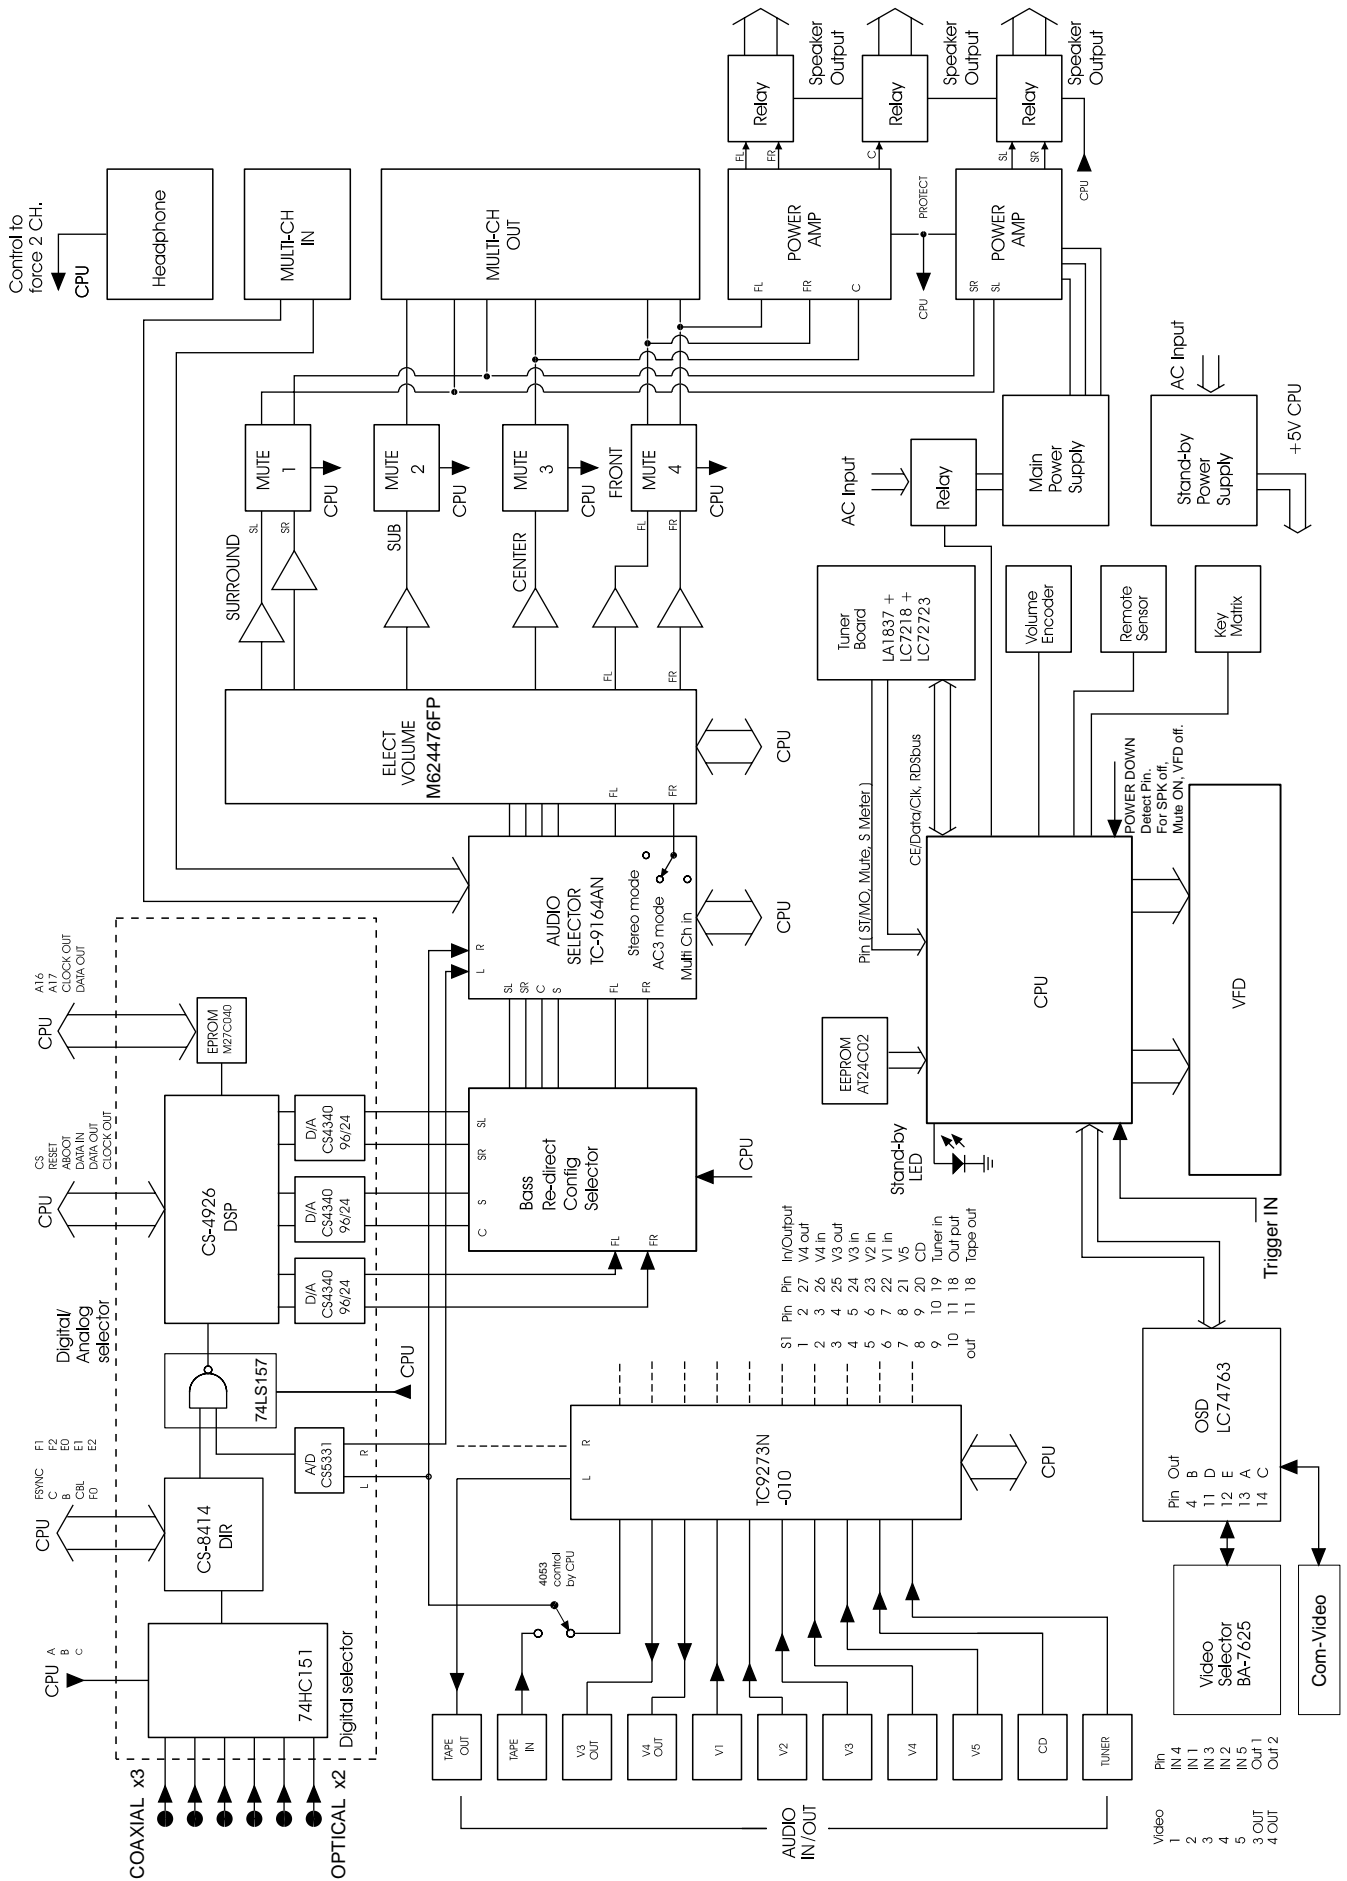 COAXIAL x3
OPTICAL x2
CPU
A
B
C
74HC151
Digital selector
CPU
FSYNC F1
C F2
B E0
CBL E1
F0 E2
CS-8414
DIR
A/D
CS5331
L R
74LS157
CPU
Digital/
Analog
selector
CPU
CS
RESET
ABOOT
DATA IN
DATA OUT
CLOCK OUT
CS-4926
DSP
D/A
CS4340
96/24
D/A
CS4340
96/24
D/A
CS4340
96/24
CPU
A16
A17
CLOCK OUT
DATA OUT
EPROM
M27C040
Bass
Re-direct
Config
Selector
C S SR SL
FL
FR
CPU
SL
SR
C
S
FL
FR
L R
AUDIO
SELECTOR
TC-9164AN
Stereo mode
AC3 mode
Multi Ch in
CPU
FL
FR
ELECT
VOLUME
M624476FP
CPU
FL
FR
SURROUND
SL
SR
SUB
CENTER
FRONT
FL
FR
MUTE
1
CPU
MUTE
2
CPU
MUTE
3
CPU
MUTE
4
CPU
Control to
force 2 CH.
CPU
Headphone
MULTI-CH
IN
MULTI-CH
OUT
POWER
AMP
FL
FR
C
FL
FR
C
PROTECT
CPU
POWER
AMP
SR
SL
SL
SR
Relay
Speaker
Output
Relay
Speaker
Output
Relay
Speaker
Output
CPU
AC Input
Relay
Main
Power
Supply
AC Input
Stand-by
Power
Supply
+5V CPU
Tuner
Board
LA1837 +
LC7218 +
LC72723
Pin ( ST/MO, Mute, S Meter )
CE/Data/Clk, RDSbus
Volume
Encoder
Remote
Sensor
Key
Matrix
POWER DOWN
Detect Pin.
For SPK off,
Mute ON, VFD off.
CPU
VFD
EEPROM
AT24C02
Stand-by
LED
Trigger IN
OSD
LC74763
Pin Out
4 B
11 D
12 E
13 A
14 C
Video
Selector
BA-7625
Com-Video
Video Pin
1 IN 4
2 IN 1
3 IN 3
4 IN 2
5 IN 5
3 OUT Out 1
4 OUT Out 2
S1 Pin Pin In/Output
1 2 27 V4 out
2 3 26 V4 in
3 4 25 V3 out
4 5 24 V3 in
5 6 23 V2 in
6 7 22 V1 in
7 8 21 V5
8 9 20 CD
9 10 19 Tuner in
10 11 18 Out put
out 11 18 Tape out
TC9273N
-010
L R
CPU
4053
control
by CPU
TAPE
OUT
TAPE
IN
V3
OUT
V4
OUT
V1
V2
V3
V4
V5
CD
TUNER
AUDIO
IN/OUT